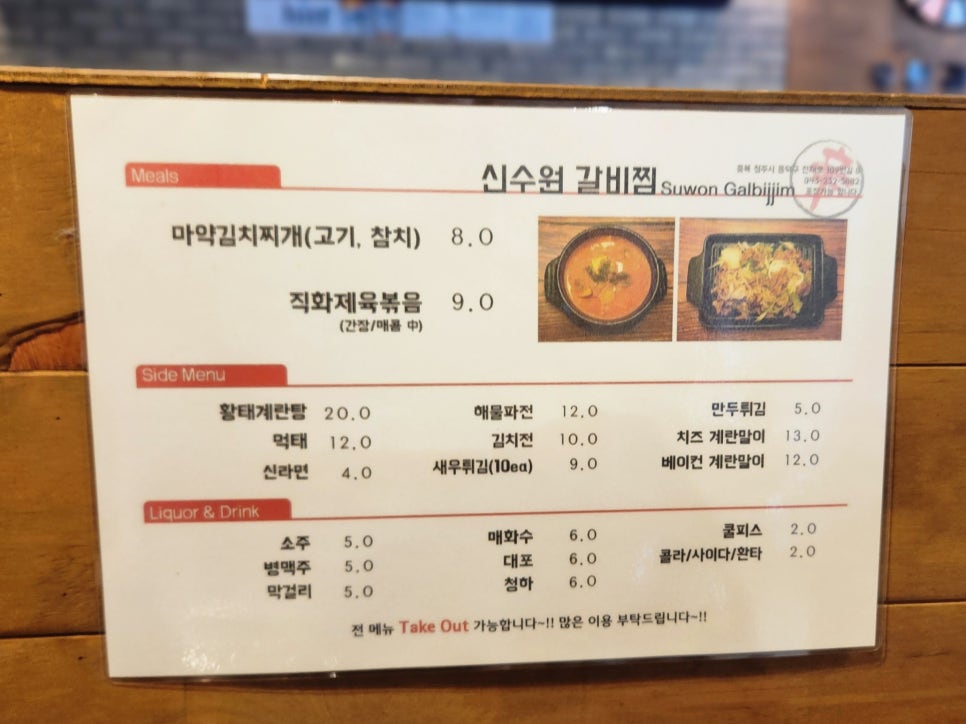 Meals
신수원 갈비찜 Suwon Galbijjim
마약김치찌개(고기, 참치) 8.0
직화제육볶음 9.0
(간장/매콤 中)
Side Menu
황태계란탕 20.0 해물파전 12.0 만두튀김 5.0
먹태 12.0 김치전 10.0 치즈 계란말이 13.0
신라면 4.0 새우튀김(10ea) 9.0 베이컨 계란말이 12.0
Liquor & Drink
소주 5.0 매화수 6.0 쿨피스 2.0
병맥주 5.0 대포 6.0 콜라/사이다/환타 2.0
막걸리 5.0 청하 6.0
전 메뉴 Take Out 가능합니다~!! 많은 이용 부탁드립니다~!!